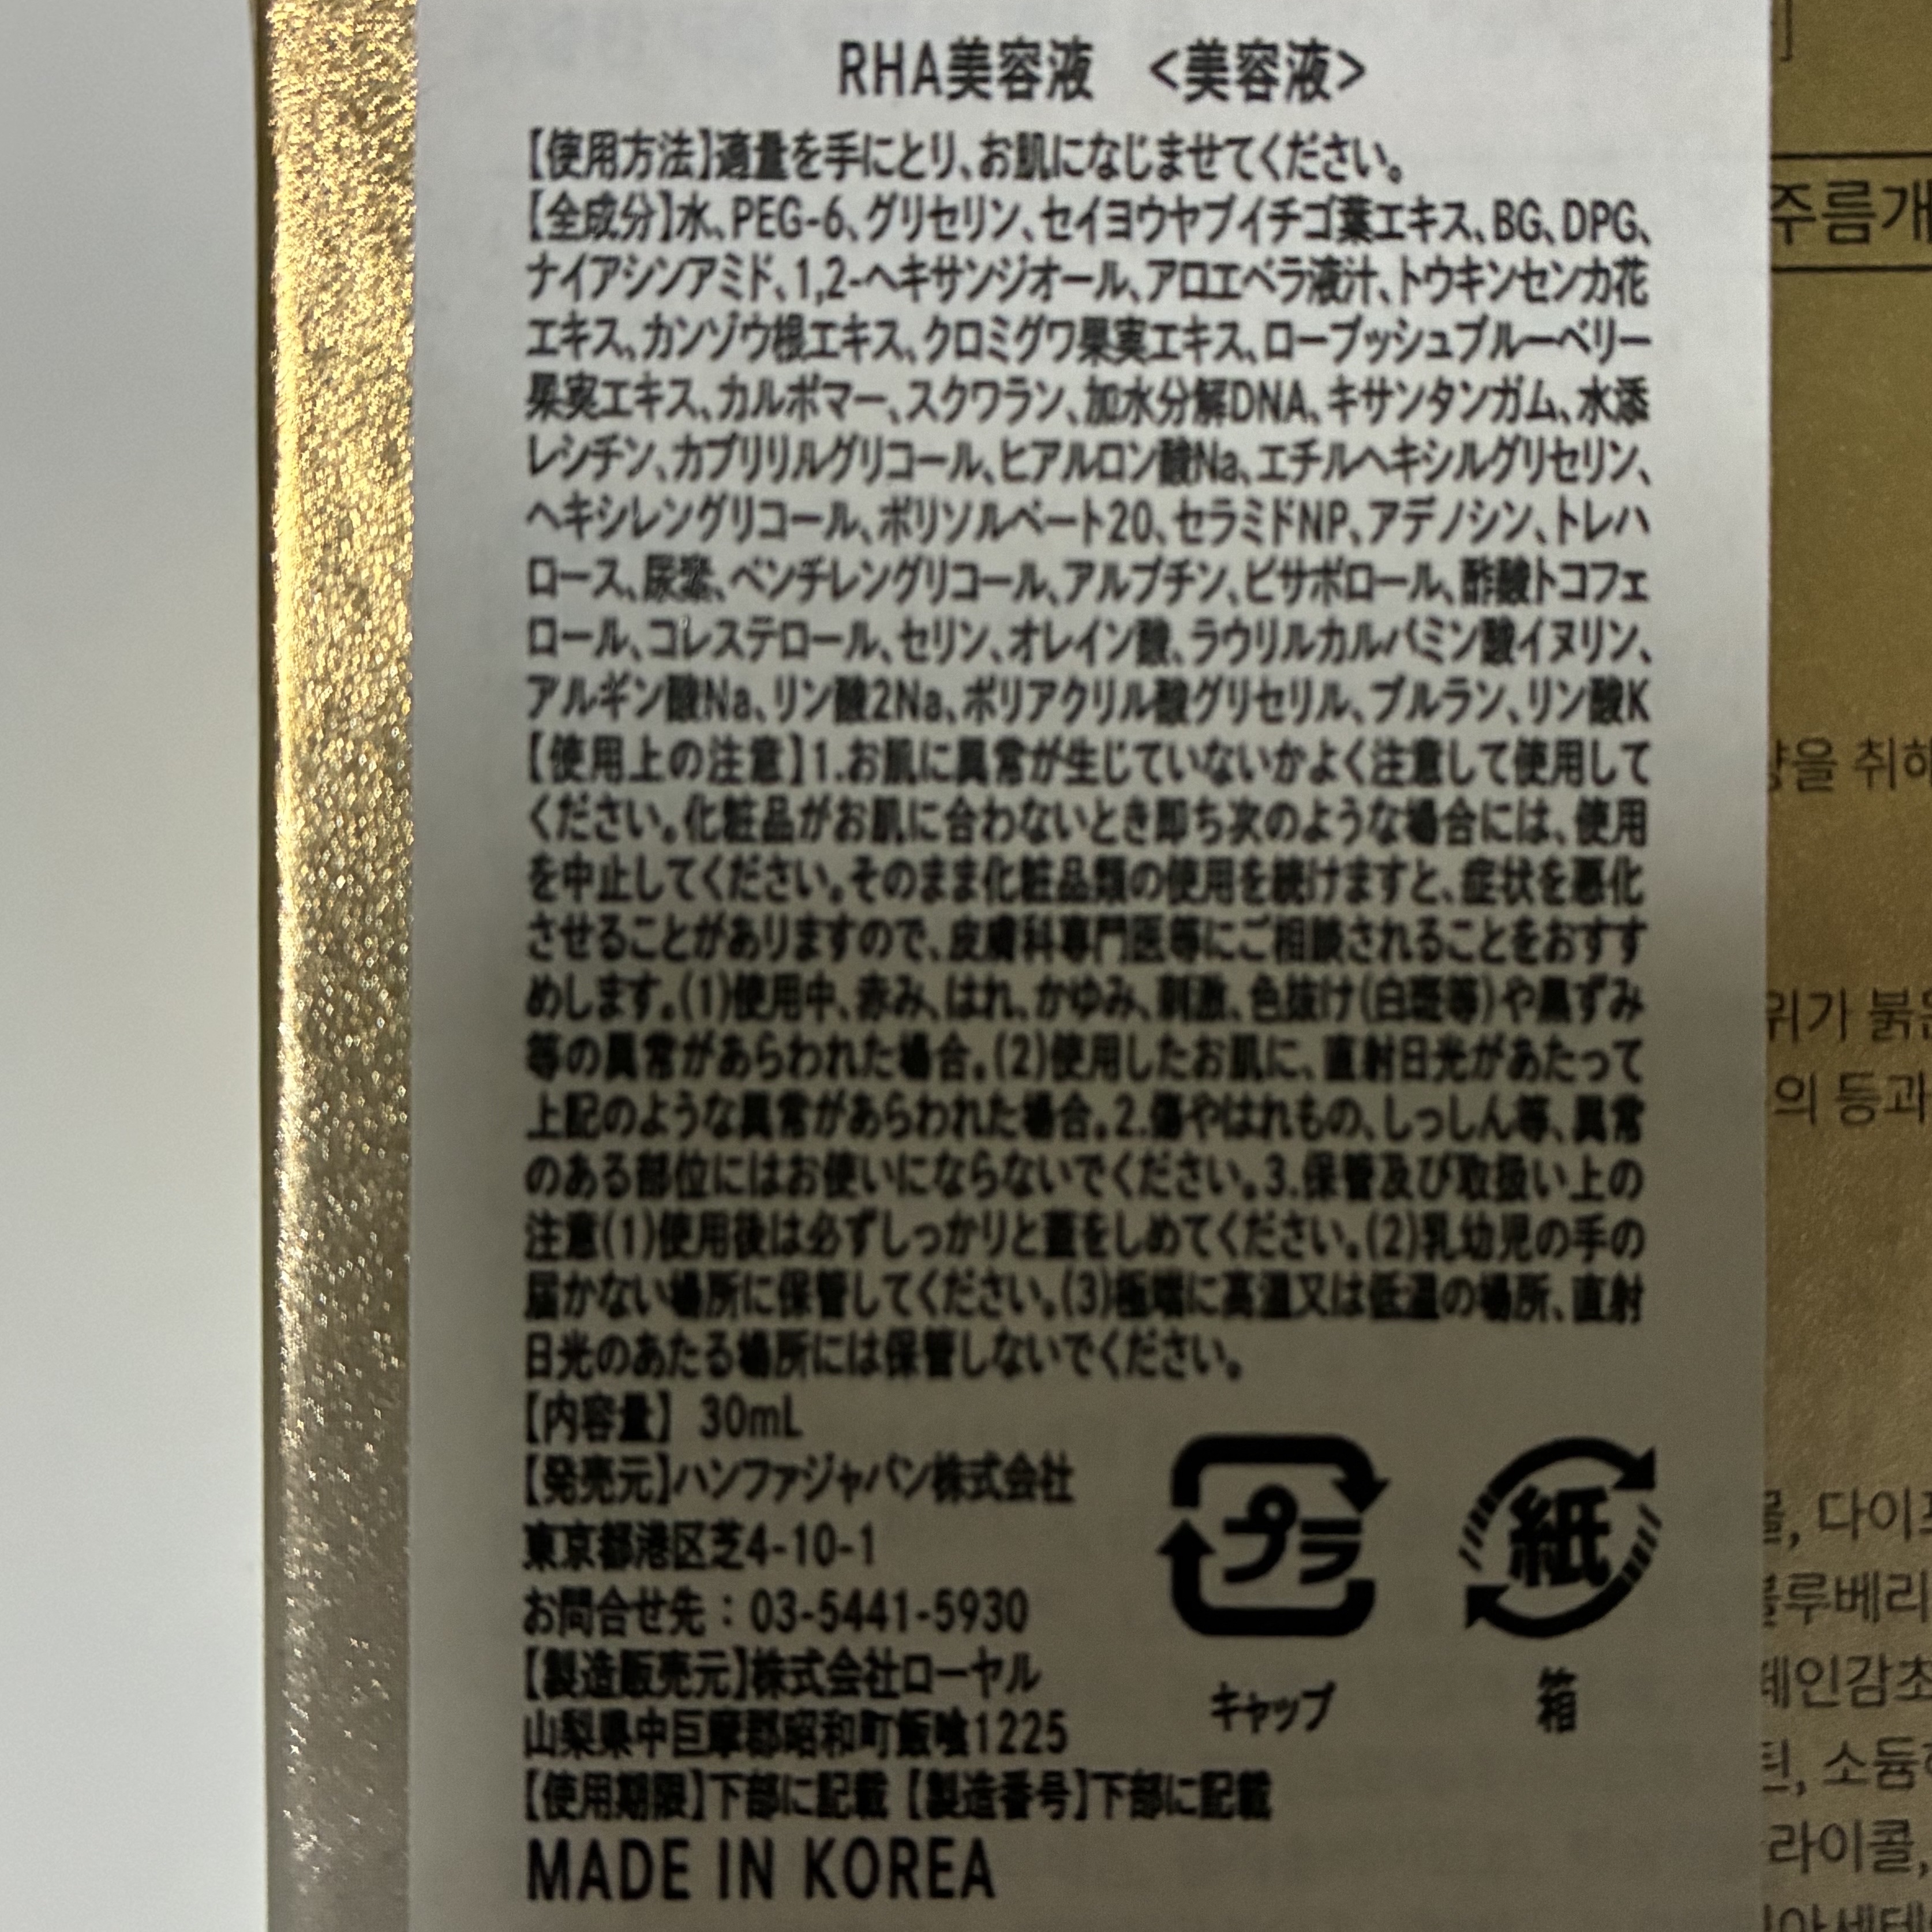 RHA美容液　<美容液>
【使用方法】適量を手にとり、お肌になじませてください。
【全成分】水、PEG-6、グリセリン、セイヨウヤブイチゴ葉エキス、BG、DPG、
ナイアシンアミド、1,2-ヘキサンジオール、アロエベラ液汁、トウキンセンカ花
エキス、カンゾウ根エキス、クロミグワ果実エキス、ローブッシュブルーベリー
果実エキス、カルボマー、スクワラン、加水分解DNA、キサンタンガム、水添
レシチン、カプリリルグリコール、ヒアルロン酸Na、エチルヘキシルグリセリン、
ヘキシレングリコール、ポリソルベート20、セラミドNP、アデノシン、トレハ
ロース、尿素、ペンチレングリコール、アルブチン、ビサボロール、酢酸トコフェ
ロール、コレステロール、セリン、オレイン酸、ラウリルカルバミン酸イヌリン、
アルギン酸Na、リン酸2Na、ポリアクリル酸グリセリル、プルラン、リン酸K
【使用上の注意】1.お肌に異常が生じていないかよく注意して使用して
ください。化粧品がお肌に合わないとき即ち次のような場合には、使用
を中止してください。そのまま化粧品類の使用を続けますと、症状を悪化
させることがありますので、皮膚科専門医等にご相談されることをおすす
めします。(1)使用中、赤み、はれ、かゆみ、刺激、色抜け(白斑等)や黒ずみ
等の異常があらわれた場合。(2)使用したお肌に、直射日光があたって
上記のような異常があらわれた場合。2.傷やはれもの、しっしん等、異常
のある部位にはお使いにならないでください。3.保管及び取扱い上の
注意(1)使用後は必ずしっかりと蓋をしめてください。(2)乳幼児の手の
届かない場所に保管してください。(3)極端に高温又は低温の場所、直射
日光のあたる場所には保管しないでください。
【内容量】 30mL
【発売元】ハンファジャパン株式会社
東京都港区芝4-10-1
お問合せ先：03-5441-5930
【製造販売元】株式会社ローヤル
山梨県中巨摩郡昭和町飯喰1225
【使用期限】下部に記載【製造番号】下部に記載
MADE IN KOREA
プラ
キャップ
紙
箱
주름개
을 취해
위가 붉은
의 등과
, 다이프
루베리
인감초
, 소듐
라이콜,